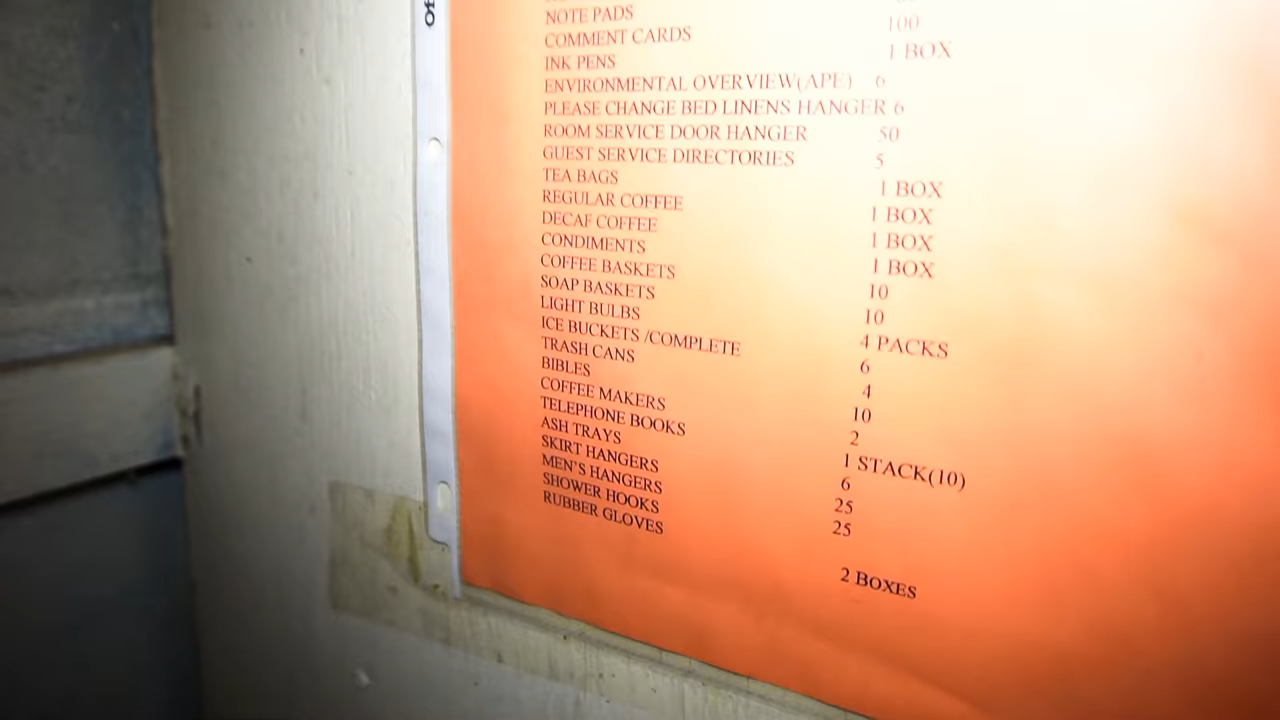 NOTE PADS
COMMENT CARDS 100
INK PENS 1 BOX
ENVIRONMENTAL OVERVIEW(APE) 6
PLEASE CHANGE BED LINENS HANGER 6
ROOM SERVICE DOOR HANGER 50
GUEST SERVICE DIRECTORIES 5
TEA BAGS 1 BOX
REGULAR COFFEE 1 BOX
DECAF COFFEE 1 BOX
CONDIMENTS 1 BOX
COFFEE BASKETS 10
SOAP BASKETS 10
LIGHT BULBS 4 PACKS
ICE BUCKETS /COMPLETE 6
TRASH CANS 4
BIBLES 10
COFFEE MAKERS 2
TELEPHONE BOOKS 1 STACK(10)
ASH TRAYS 6
SKIRT HANGERS 25
MEN'S HANGERS 25
SHOWER HOOKS
RUBBER GLOVES 2 BOXES